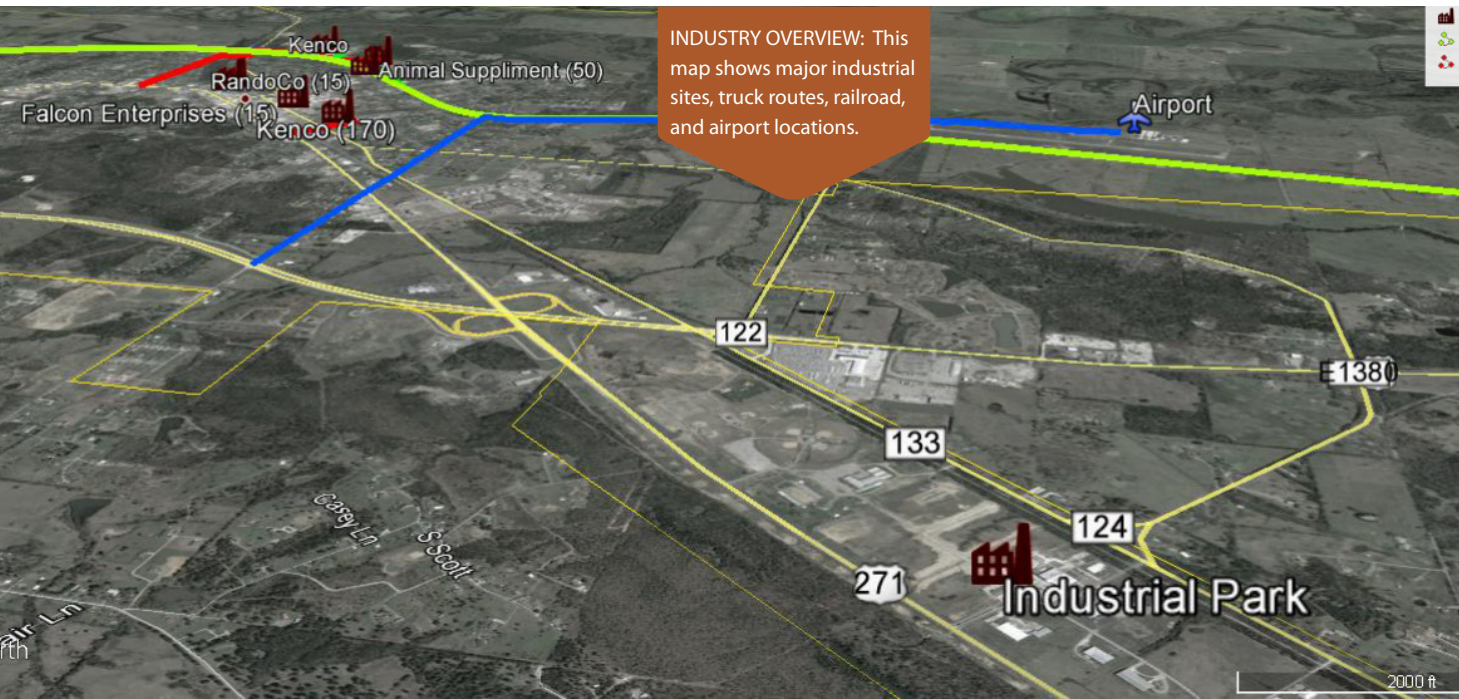 INDUSTRY OVERVIEW: This
map shows major industrial
sites, truck routes, railroad,
and airport locations.
Kenco
Animal Suppliment (50)
RandoCo (15)
Falcon Enterprises (15)
Kenco (170)
Airport
122
E1380
133
124
271
Industrial Park
Casey Ln
S Scott
2000 ft